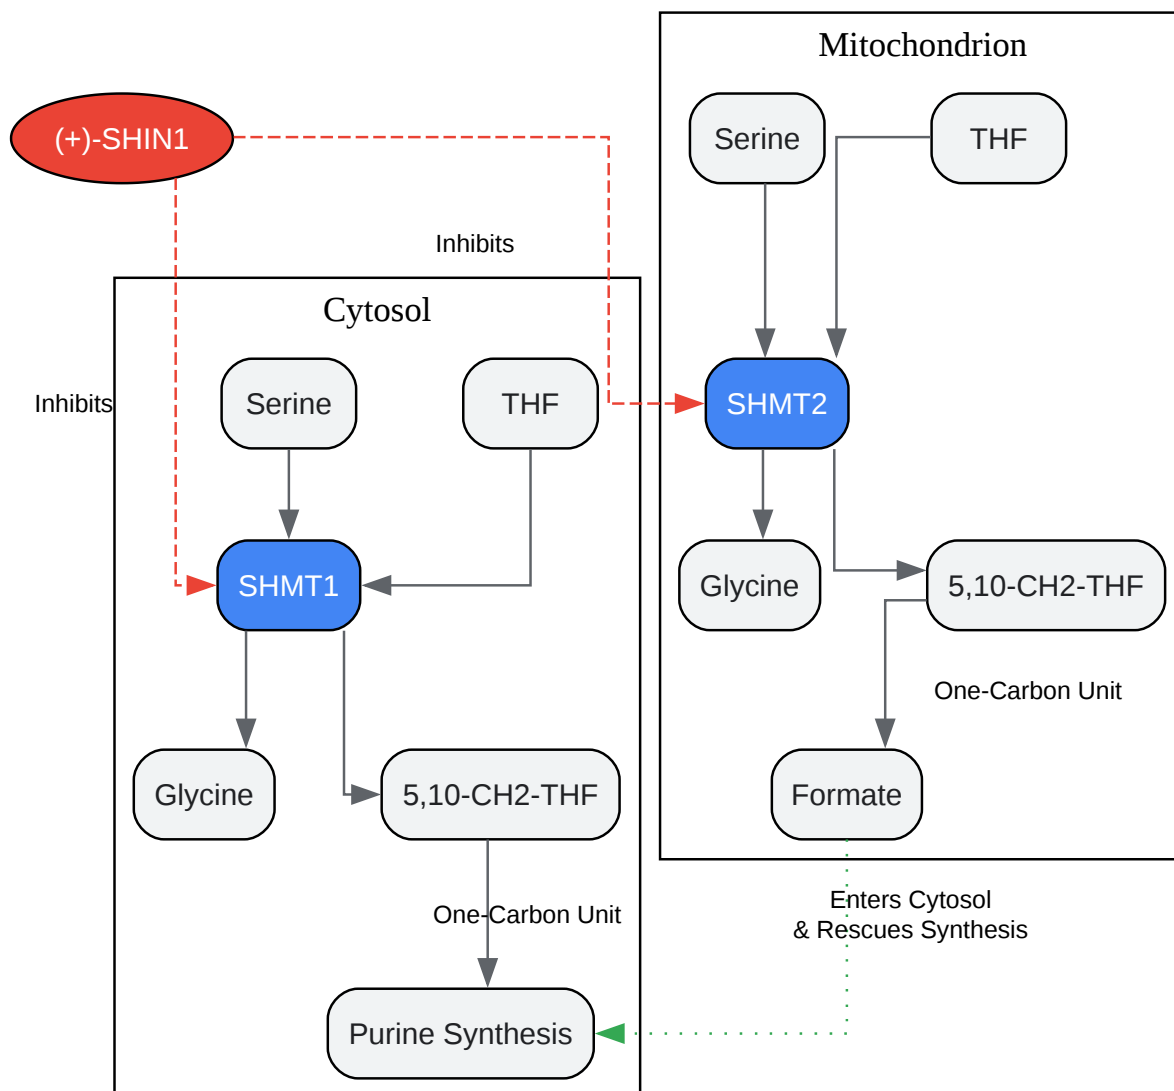 Mitochondrion
(+)-SHIN1
Serine
THF
Inhibits
Cytosol
Inhibits
Serine
THF
SHMT2
SHMT1
Glycine
5,10-CH2-THF
One-Carbon Unit
Glycine
5,10-CH2-THF
Formate
One-Carbon Unit
Enters Cytosol
& Rescues Synthesis
Purine Synthesis